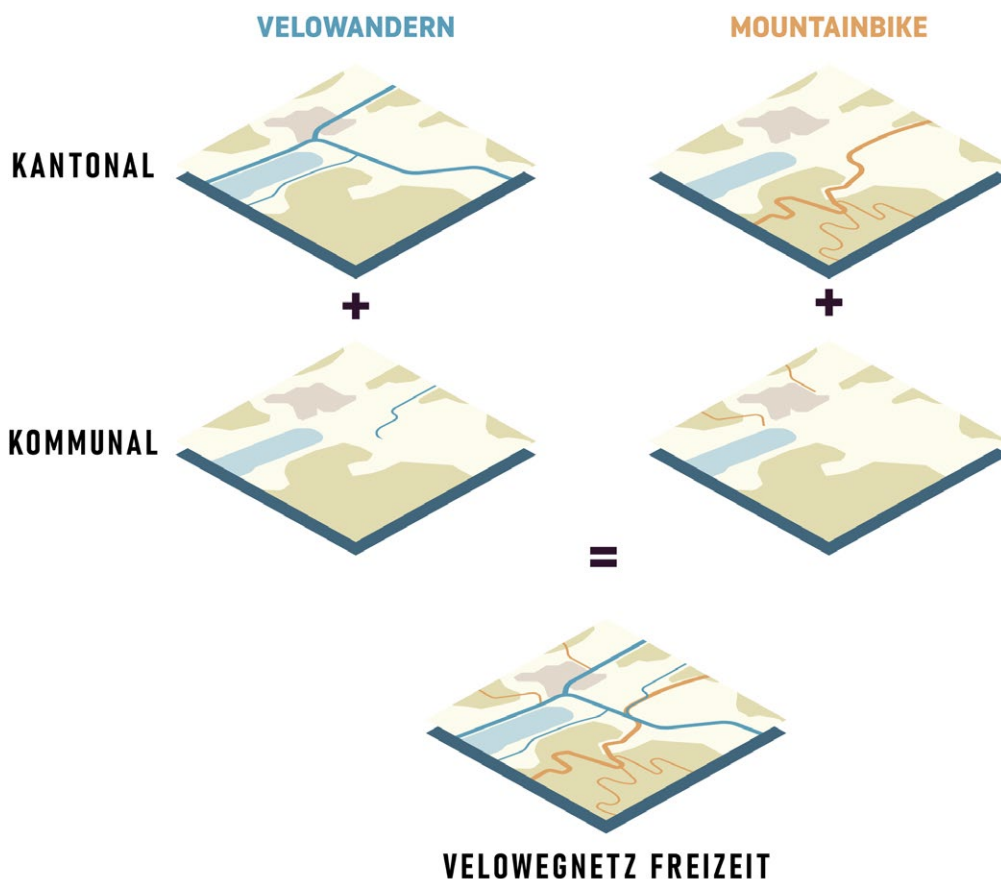 VELOWANDERN
MOUNTAINBIKE
KANTONAL
+
+
KOMMUNAL
=
VELOWEGNETZ FREIZEIT